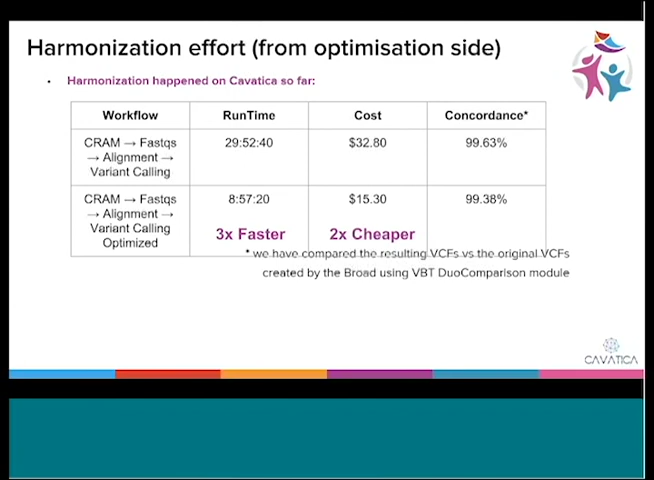 Harmonization effort (from optimisation side)
• Harmonization happened on Cavatica so far:
Workflow RunTime Cost Concordance*
CRAM → Fastqs 29:52:40 $32.80 99.63%
→ Alignment →
Variant Calling
CRAM → Fastqs 8:57:20 $15.30 99.38%
→ Alignment →
Variant Calling
Optimized
3x Faster 2x Cheaper
* we have compared the resulting VCFs vs the original VCFs
created by the Broad using VBT DuoComparison module
CAVATICA